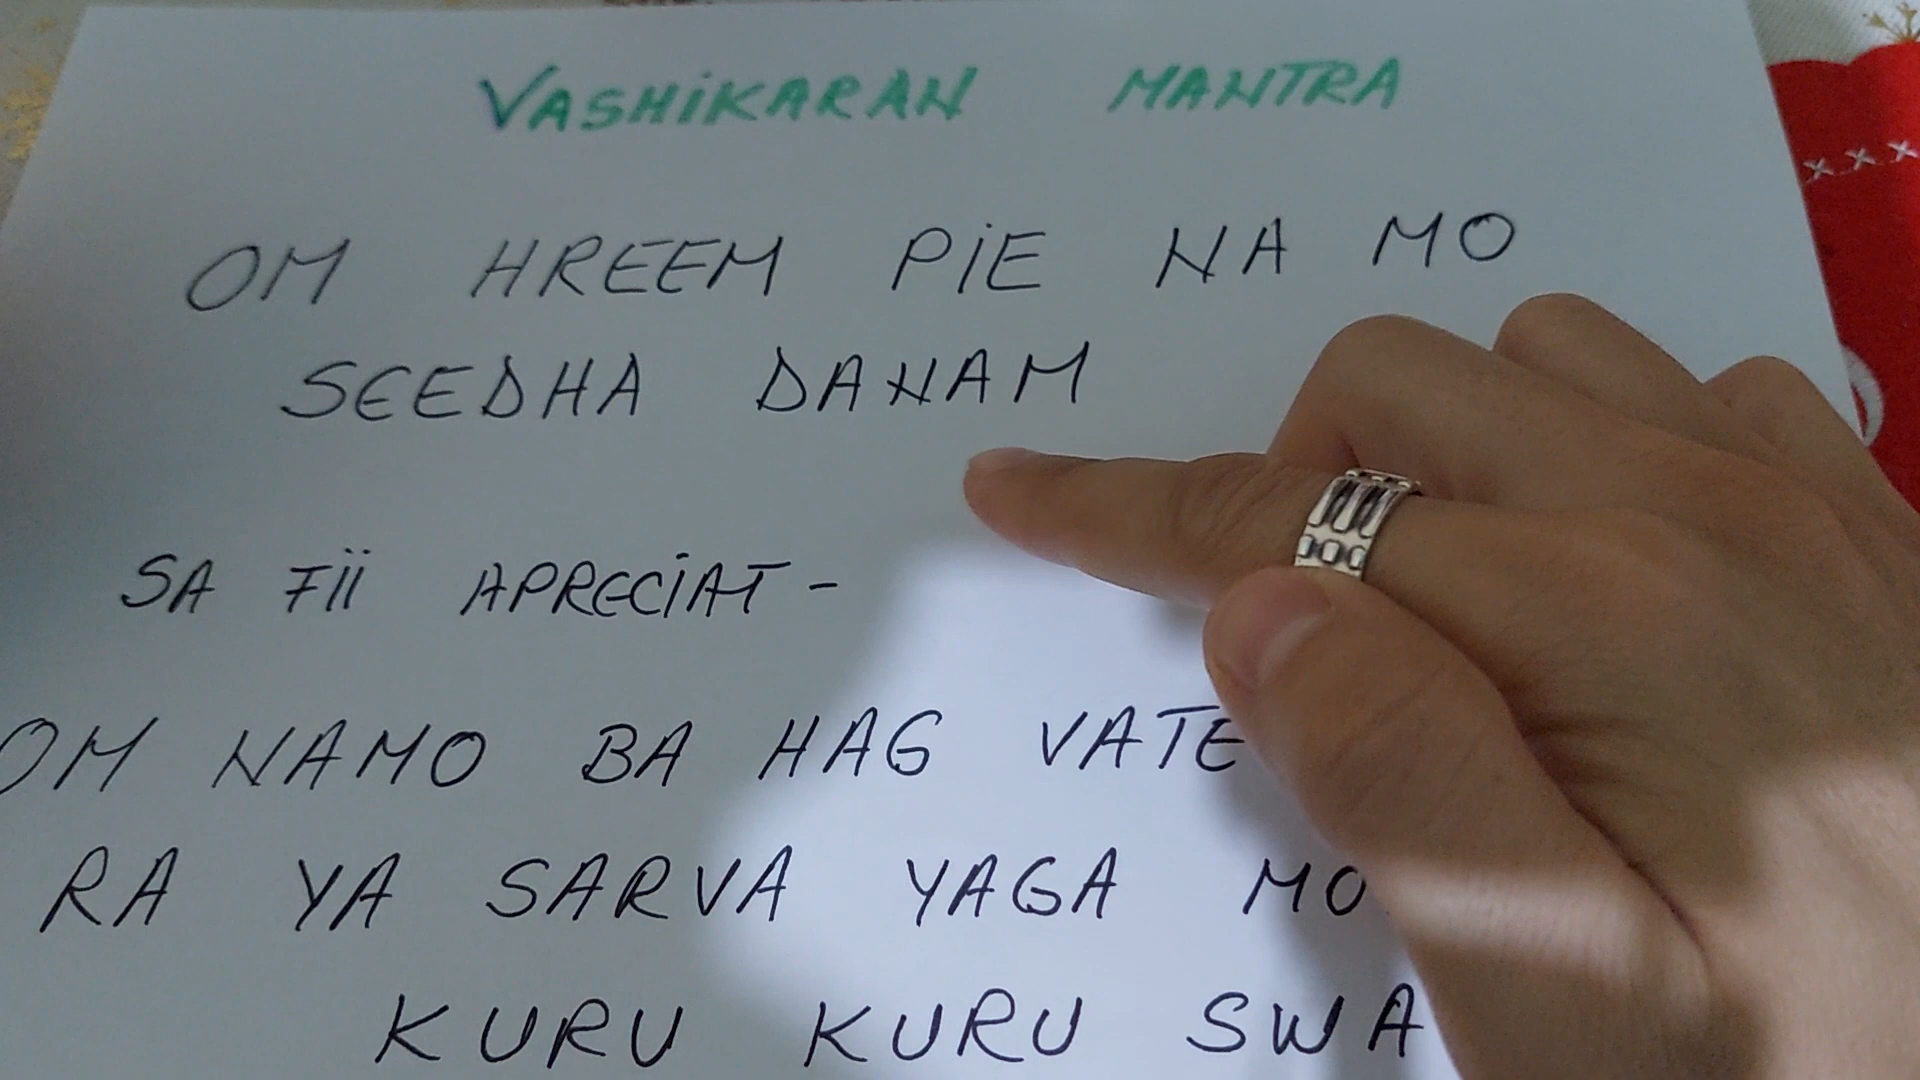 VASHIKARAN MANTRA
OM HREEM PIE NA MO
SEEDHA DANAM
SA FII APRECIAT -
OM NAMO BA HAG VATE
RA YA SARVA YAGA MO
KURU KURU SWA